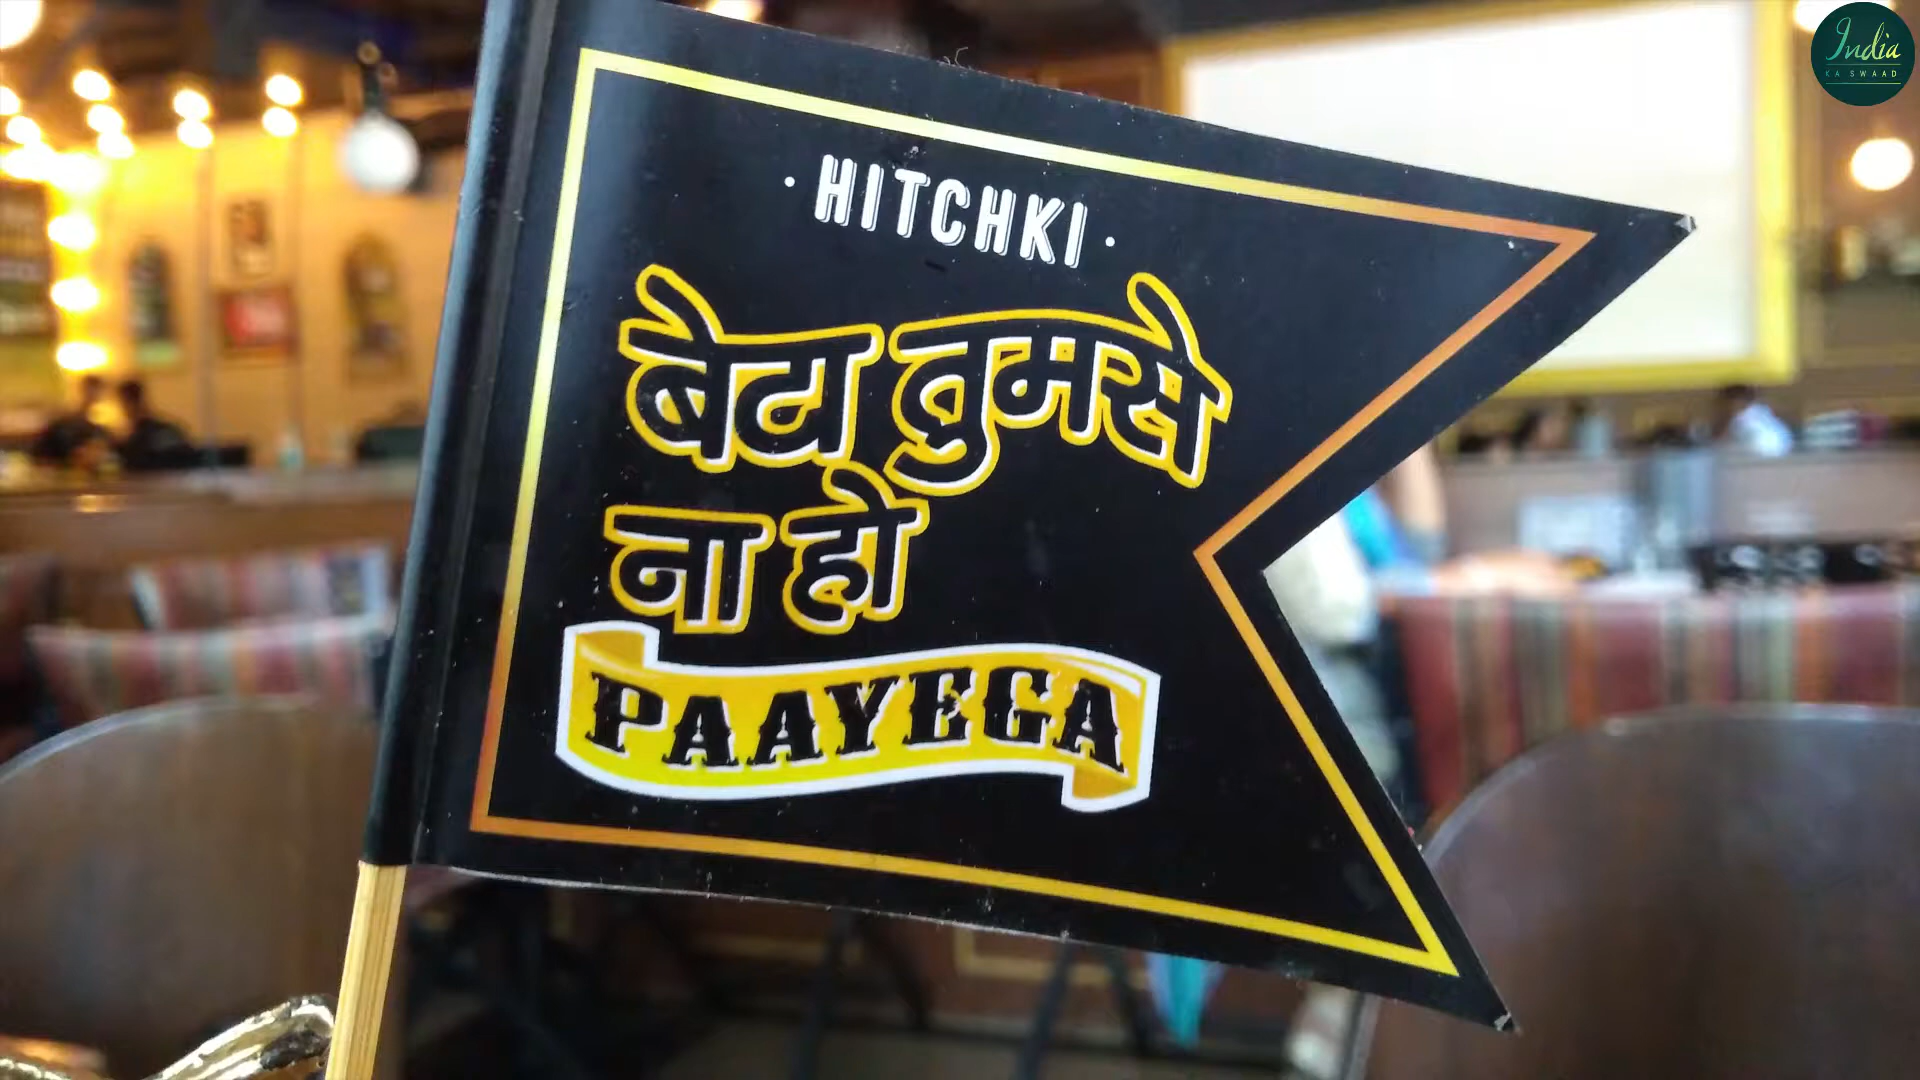 · HITCHKI ·
बेटा तुमसे
ना हो
PAAYEGA
India
KA SWAAD